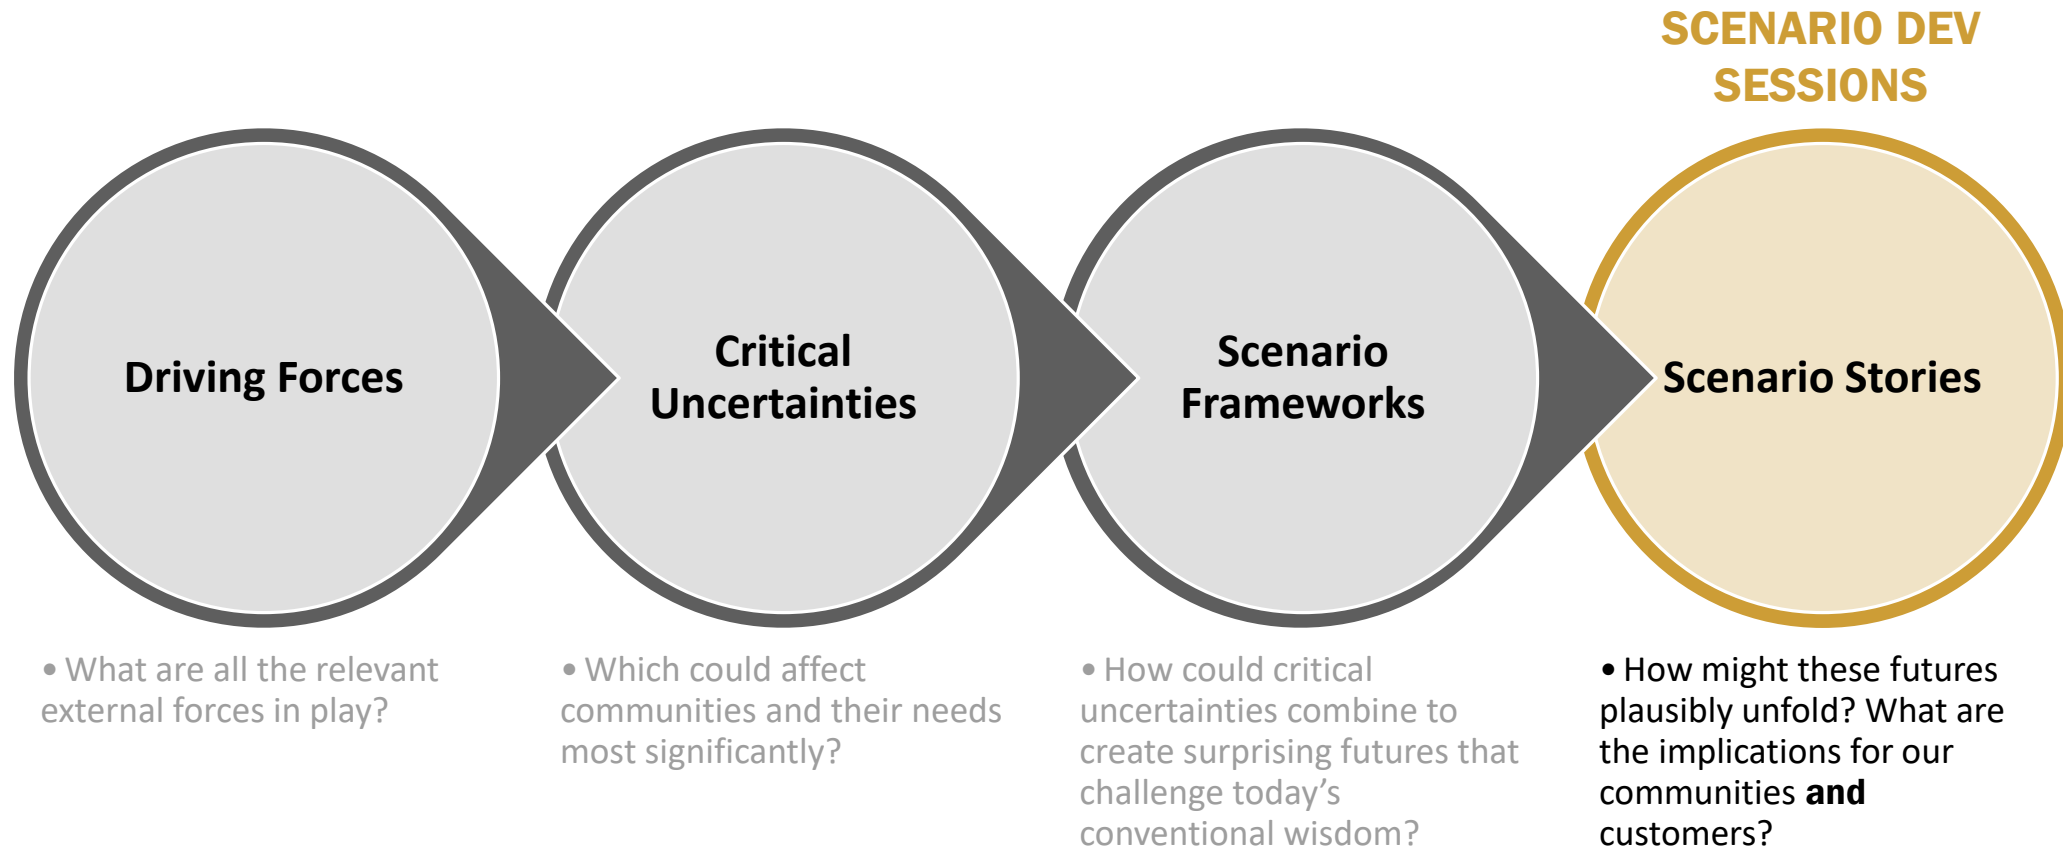 SCENARIO DEV
SESSIONS
Driving Forces
Critical
Uncertainties
Scenario
Frameworks
Scenario Stories
• What are all the relevant
external forces in play?
• Which could affect
communities and their needs
most significantly?
• How could critical
uncertainties combine to
create surprising futures that
challenge today’s
conventional wisdom?
• How might these futures
plausibly unfold? What are
the implications for our
communities and
customers?